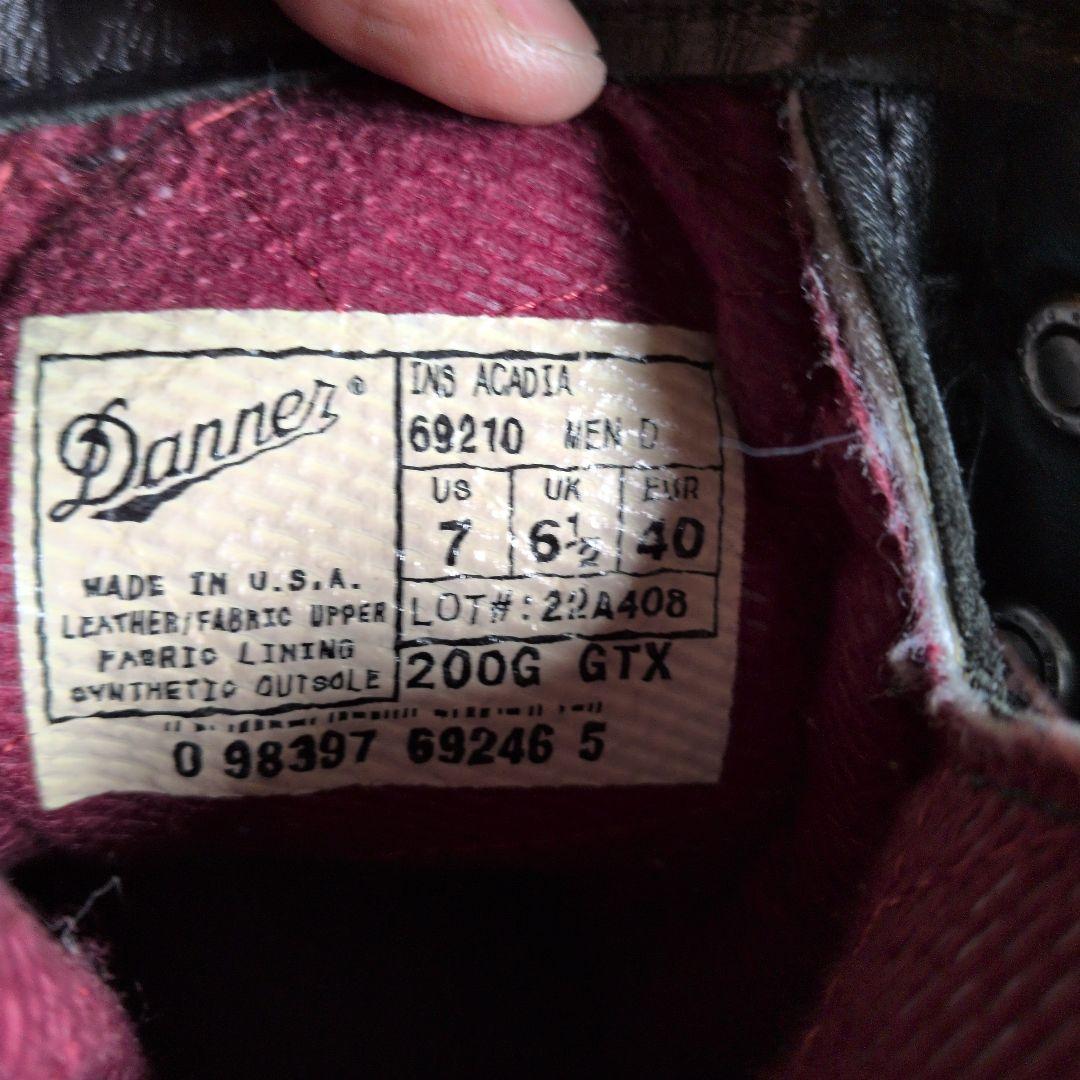 Danner®
MADE IN U.S.A.
LEATHER/FABRIC UPPER
FABRIC LINING
SYNTHETIC OUTSOLE
INS ACADIA
69210 MEN D
US UK EUR
7 6½ 40
LOT#: 22A408
200G GTX
0 98397 69246 5